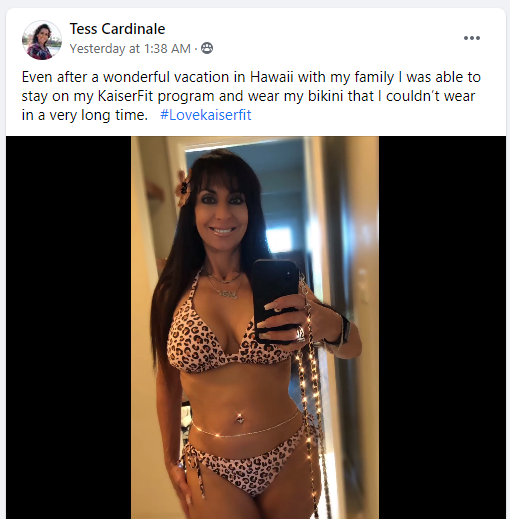 Tess Cardinale
Yesterday at 1:38 AM ·
Even after a wonderful vacation in Hawaii with my family I was able to
stay on my KaiserFit program and wear my bikini that I couldn't wear
in a very long time. #Lovekaiserfit